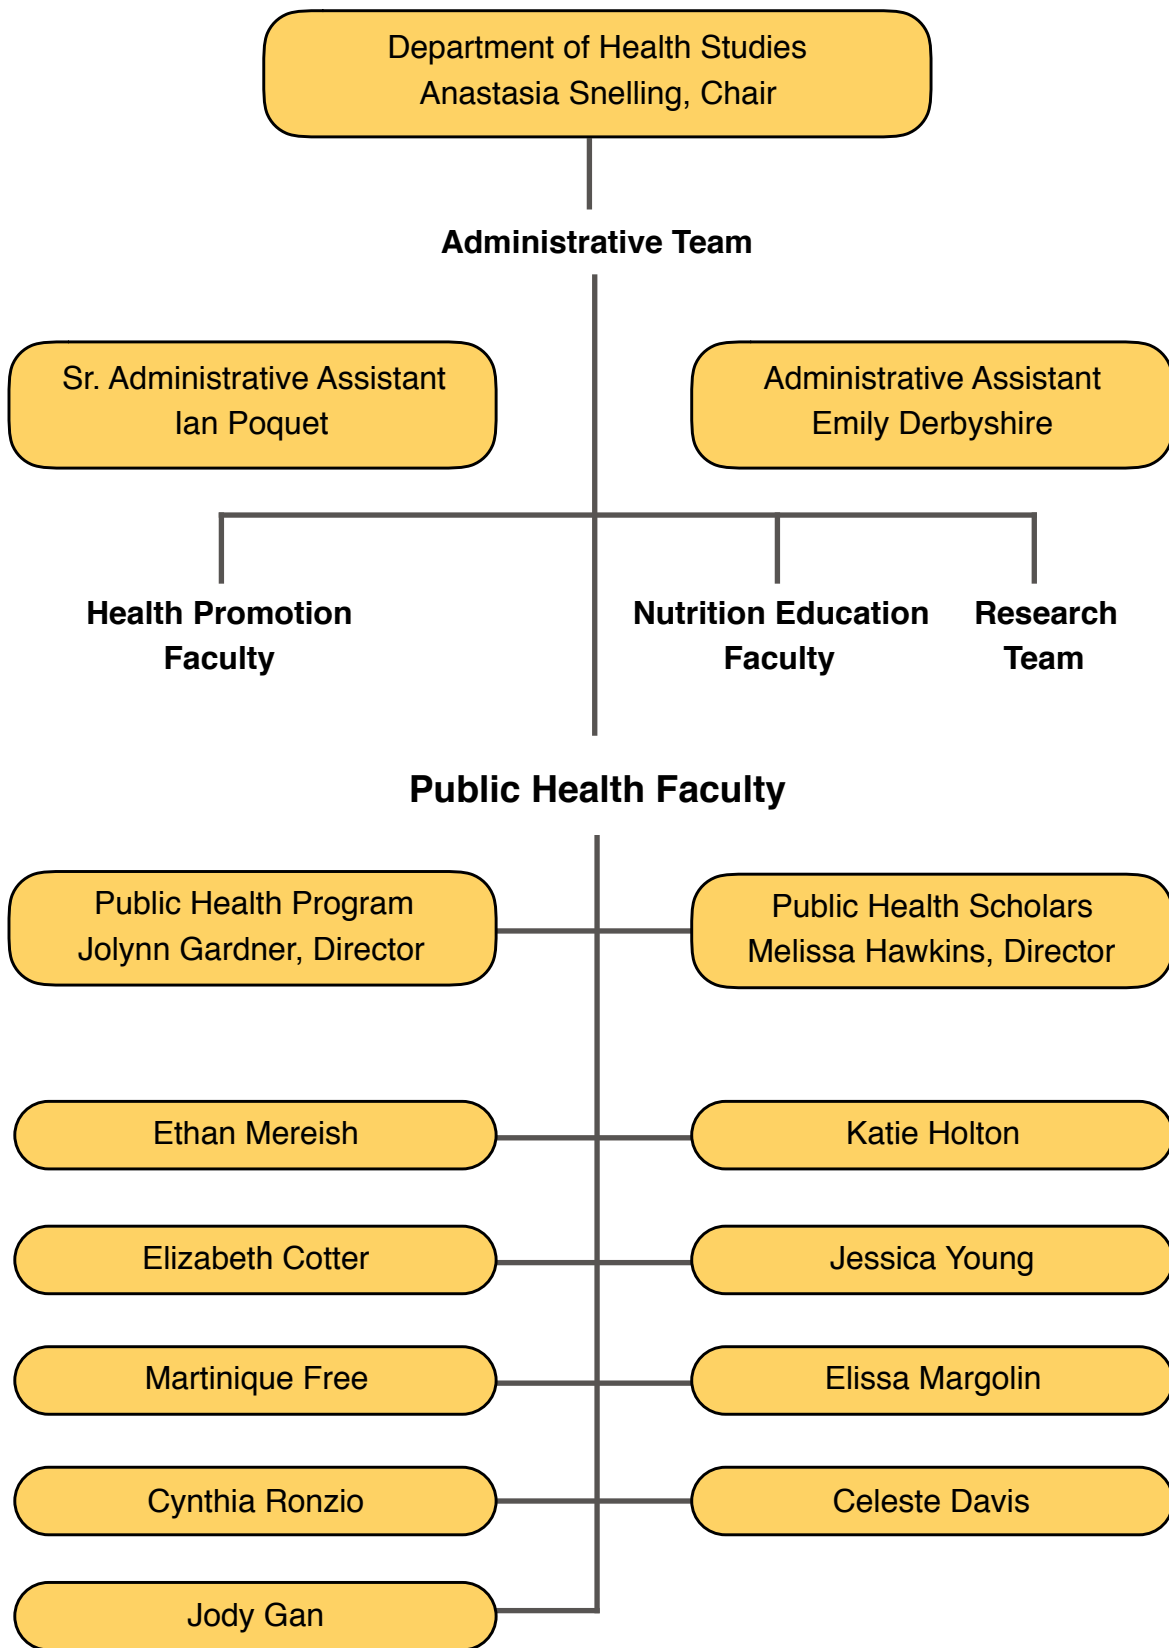 Department of Health Studies
Anastasia Snelling, Chair
Administrative Team
Sr. Administrative Assistant
Ian Poquet
Administrative Assistant
Emily Derbyshire
Health Promotion
Faculty
Nutrition Education
Faculty
Research
Team
Public Health Faculty
Public Health Program
Jolynn Gardner, Director
Public Health Scholars
Melissa Hawkins, Director
Ethan Mereish
Katie Holton
Elizabeth Cotter
Jessica Young
Martinique Free
Elissa Margolin
Cynthia Ronzio
Celeste Davis
Jody Gan